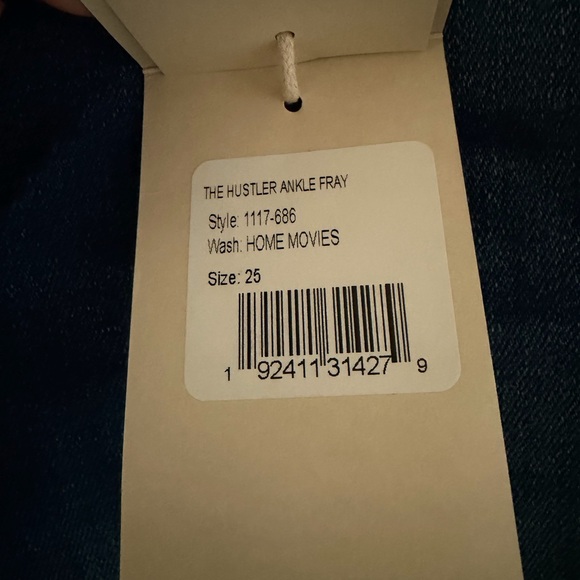 THE HUSTLER ANKLE FRAY
Style: 1117-686
Wash: HOME MOVIES
Size: 25
1 92411 31427 9